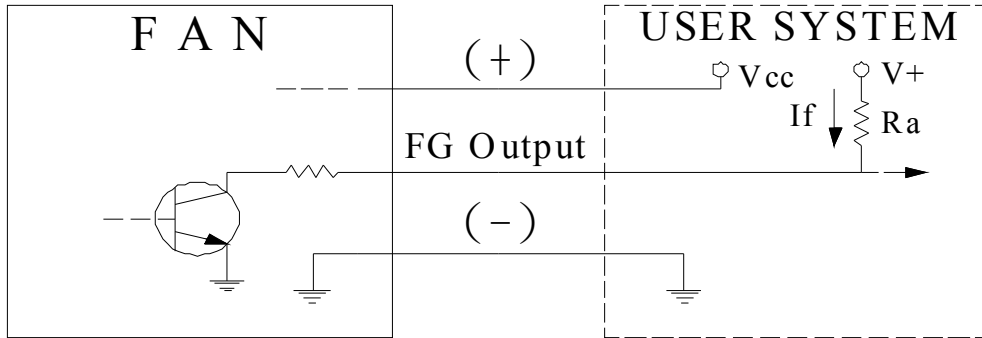 F A N
USER SYSTEM
(+)
Vcc
V+
If
Ra
FG Output
(-)